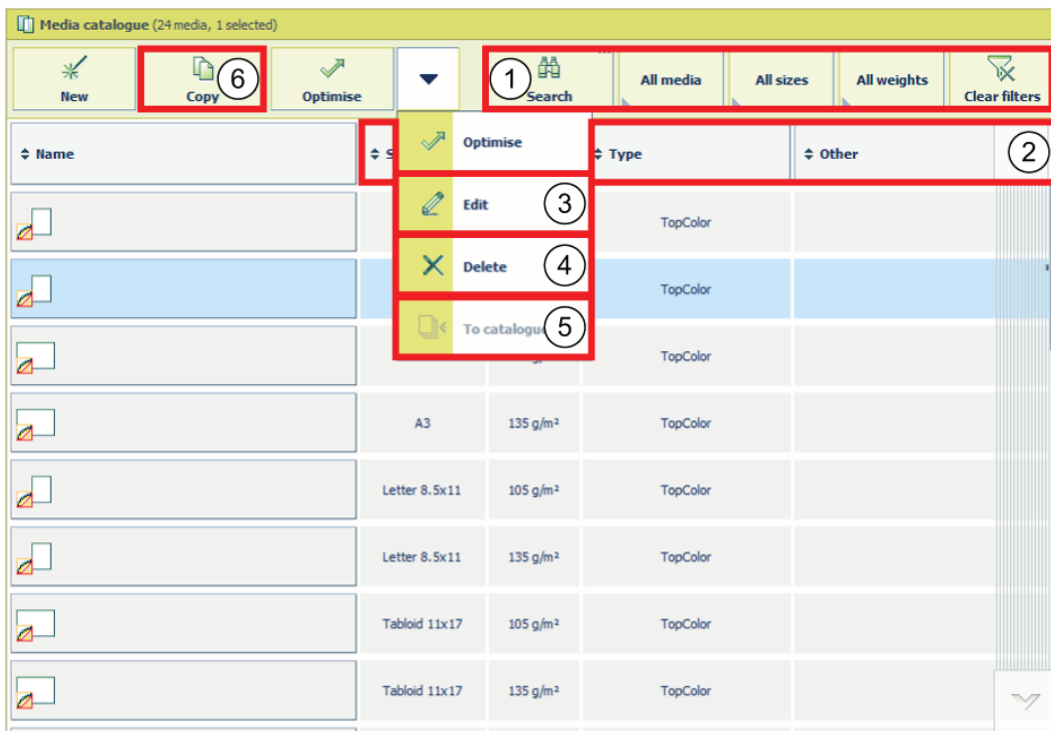 Media catalogue (24 media, 1 selected)
New
Copy
6
Optimise
1
Search
All media
All sizes
All weights
Clear filters
Name
S
Type
Other
2
Optimise
Edit
3
Delete
4
To catalogue
5
TopColor
TopColor
TopColor
A3 135 g/m² TopColor
Letter 8.5x11 105 g/m² TopColor
Letter 8.5x11 135 g/m² TopColor
Tabloid 11x17 105 g/m² TopColor
Tabloid 11x17 135 g/m² TopColor